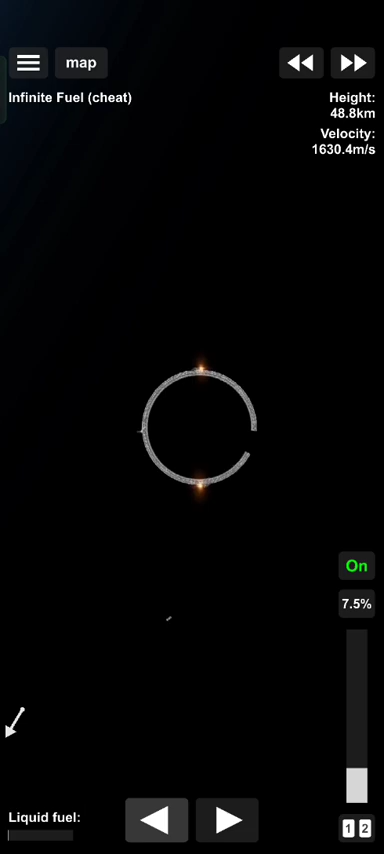 map
Infinite Fuel (cheat)
Height:
48.8km
Velocity:
1630.4m/s
On
7.5%
Liquid fuel:
1 2